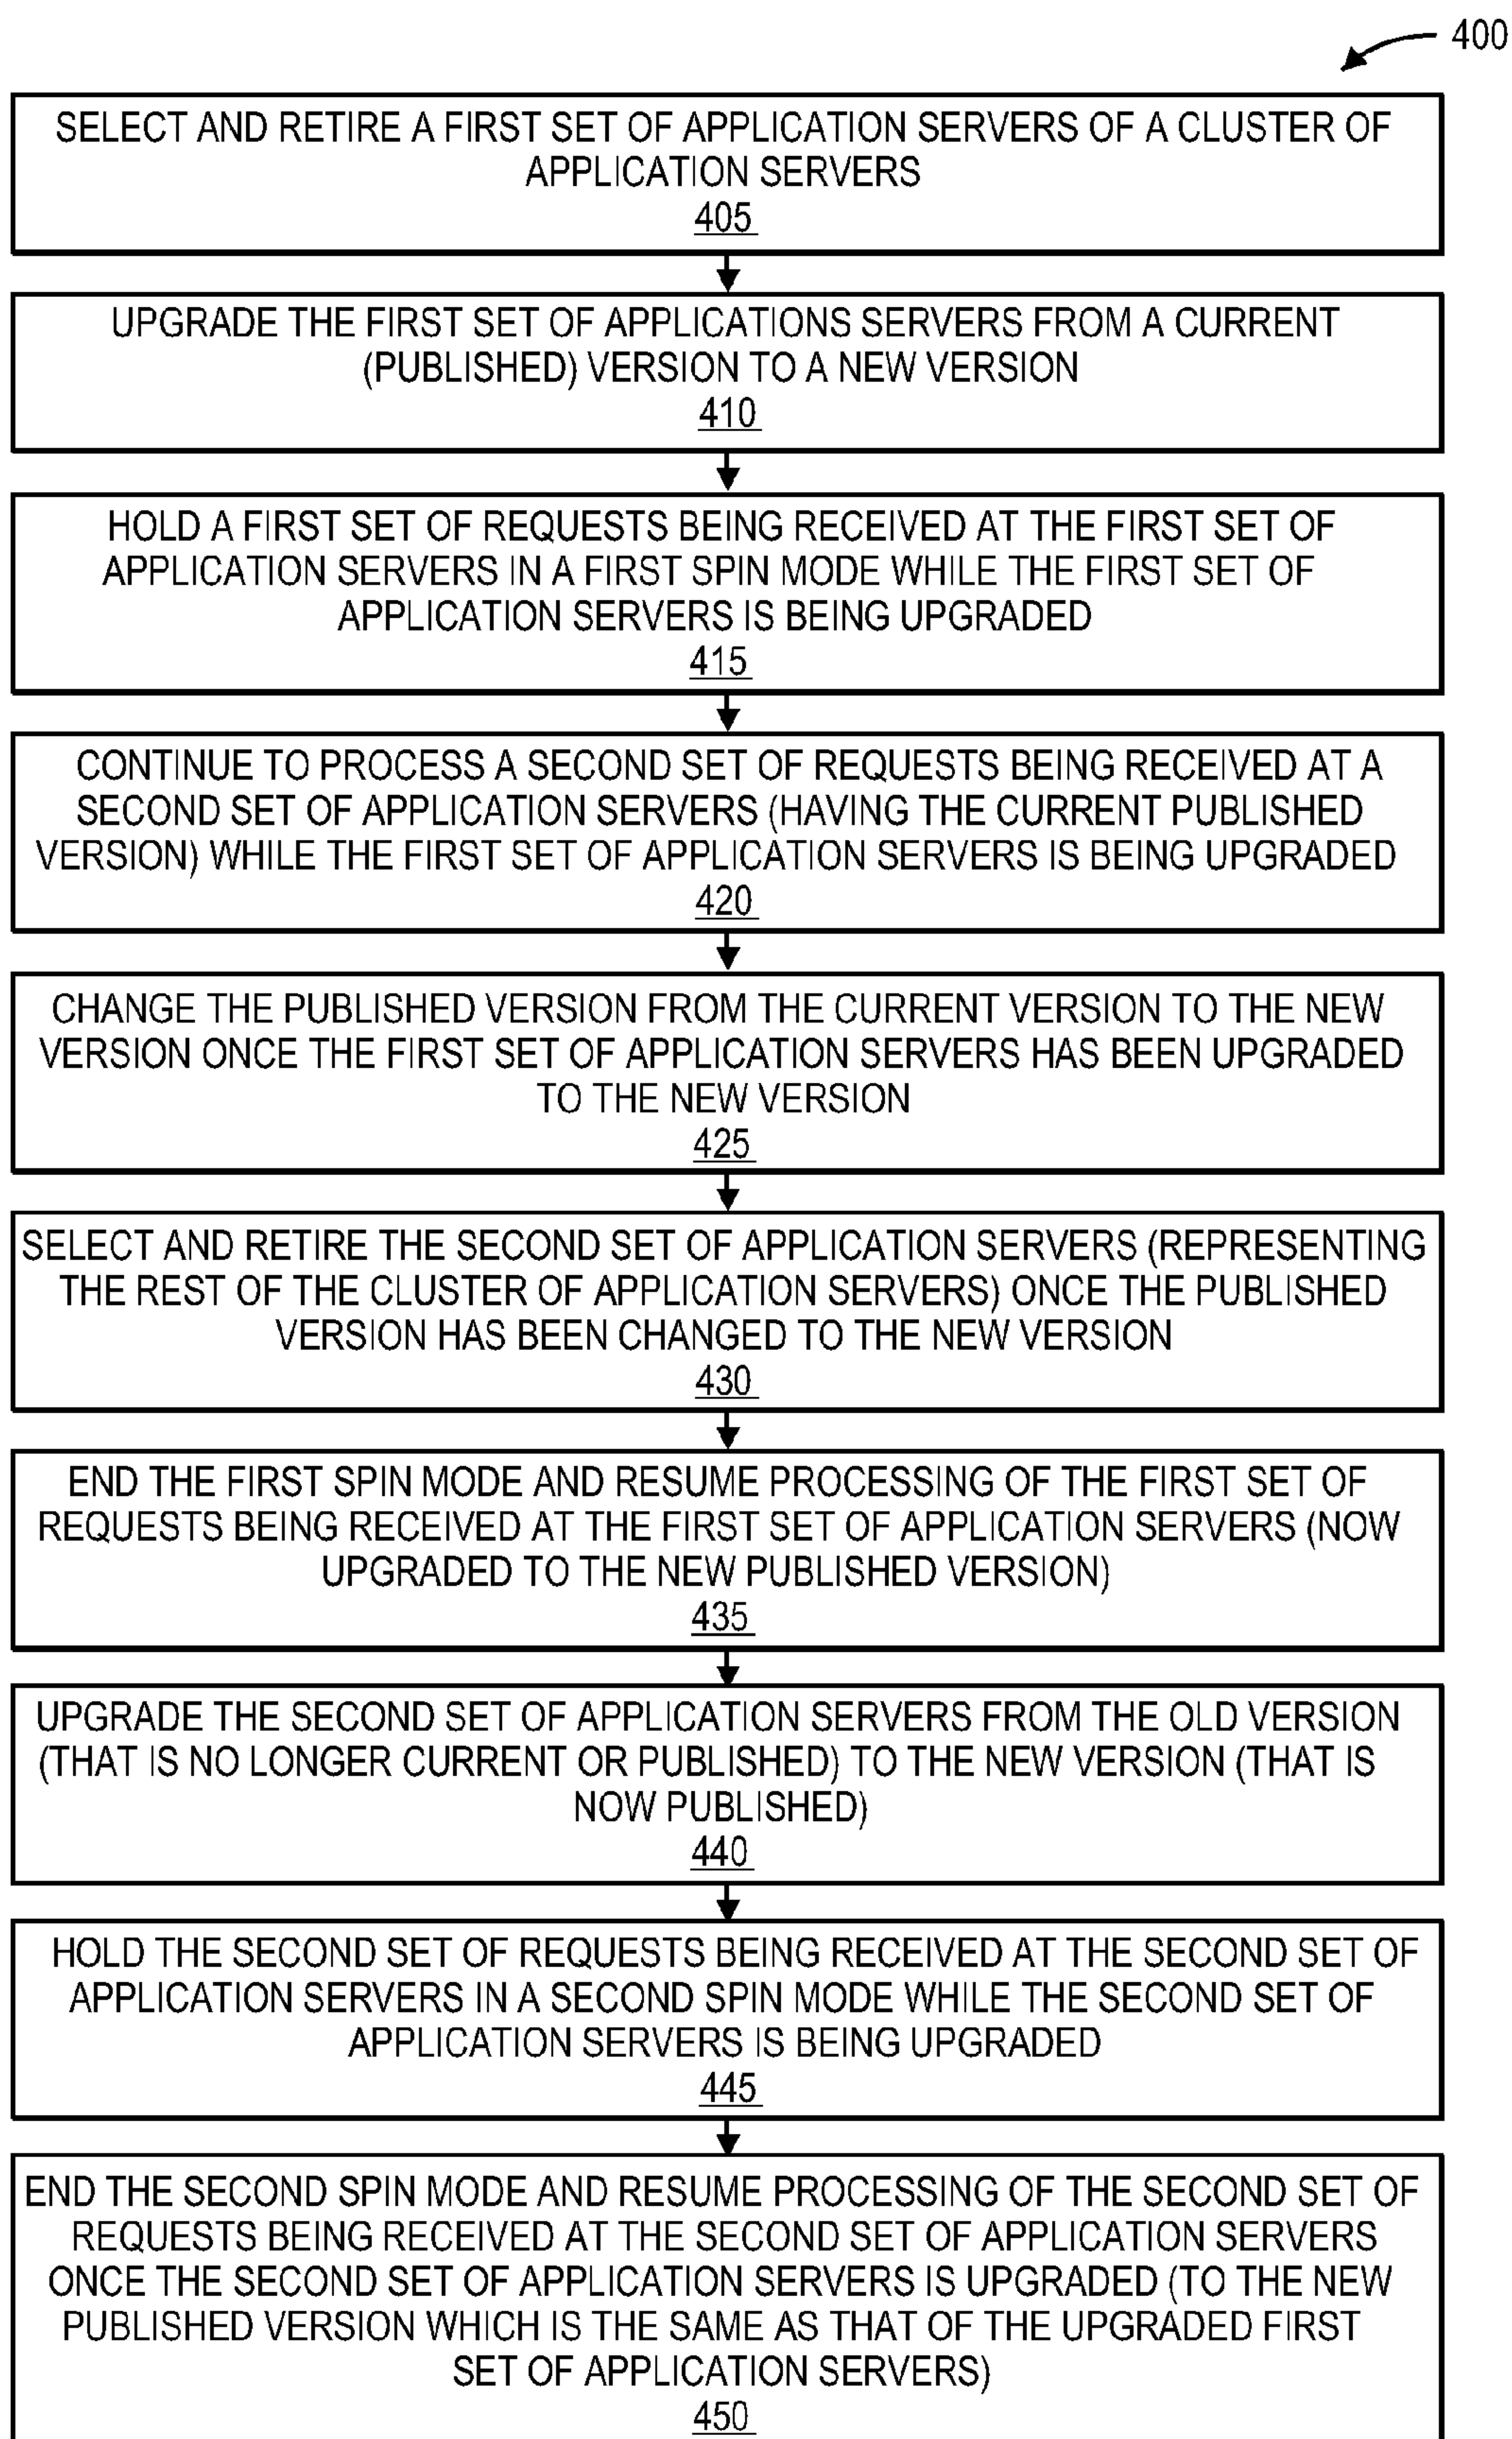 400
SELECT AND RETIRE A FIRST SET OF APPLICATION SERVERS OF A CLUSTER OF
APPLICATION SERVERS
405
UPGRADE THE FIRST SET OF APPLICATIONS SERVERS FROM A CURRENT
(PUBLISHED) VERSION TO A NEW VERSION
410
HOLD A FIRST SET OF REQUESTS BEING RECEIVED AT THE FIRST SET OF
APPLICATION SERVERS IN A FIRST SPIN MODE WHILE THE FIRST SET OF
APPLICATION SERVERS IS BEING UPGRADED
415
CONTINUE TO PROCESS A SECOND SET OF REQUESTS BEING RECEIVED AT A
SECOND SET OF APPLICATION SERVERS (HAVING THE CURRENT PUBLISHED
VERSION) WHILE THE FIRST SET OF APPLICATION SERVERS IS BEING UPGRADED
420
CHANGE THE PUBLISHED VERSION FROM THE CURRENT VERSION TO THE NEW
VERSION ONCE THE FIRST SET OF APPLICATION SERVERS HAS BEEN UPGRADED
TO THE NEW VERSION
425
SELECT AND RETIRE THE SECOND SET OF APPLICATION SERVERS (REPRESENTING
THE REST OF THE CLUSTER OF APPLICATION SERVERS) ONCE THE PUBLISHED
VERSION HAS BEEN CHANGED TO THE NEW VERSION
430
END THE FIRST SPIN MODE AND RESUME PROCESSING OF THE FIRST SET OF
REQUESTS BEING RECEIVED AT THE FIRST SET OF APPLICATION SERVERS (NOW
UPGRADED TO THE NEW PUBLISHED VERSION)
435
UPGRADE THE SECOND SET OF APPLICATION SERVERS FROM THE OLD VERSION
(THAT IS NO LONGER CURRENT OR PUBLISHED) TO THE NEW VERSION (THAT IS
NOW PUBLISHED)
440
HOLD THE SECOND SET OF REQUESTS BEING RECEIVED AT THE SECOND SET OF
APPLICATION SERVERS IN A SECOND SPIN MODE WHILE THE SECOND SET OF
APPLICATION SERVERS IS BEING UPGRADED
445
END THE SECOND SPIN MODE AND RESUME PROCESSING OF THE SECOND SET OF
REQUESTS BEING RECEIVED AT THE SECOND SET OF APPLICATION SERVERS
ONCE THE SECOND SET OF APPLICATION SERVERS IS UPGRADED (TO THE NEW
PUBLISHED VERSION WHICH IS THE SAME AS THAT OF THE UPGRADED FIRST
SET OF APPLICATION SERVERS)
450